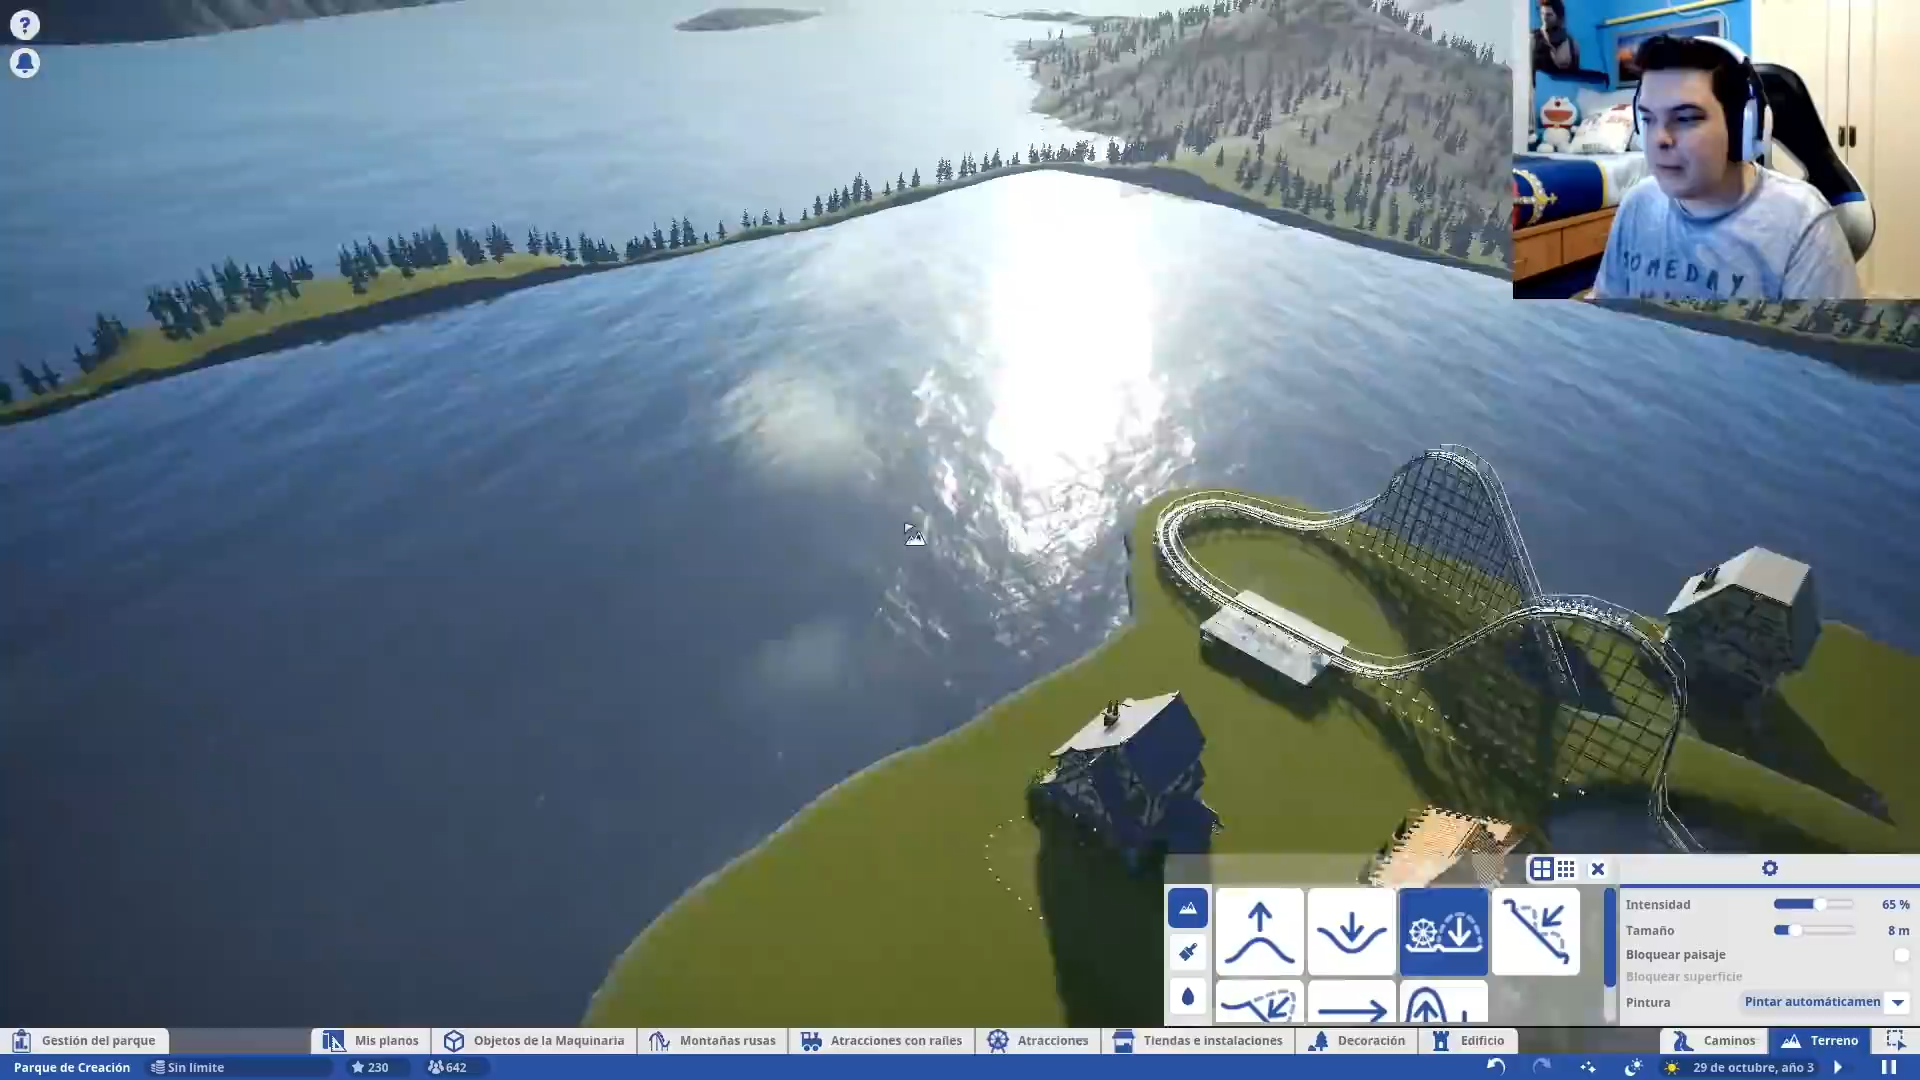 ?
SOMEDAY
Intensidad 65 %
Tamaño 8 m
Bloquear paisaje
Bloquear superficie
Pintura Pintar automáticamen
Gestión del parque Mis planos Objetos de la Maquinaria Montañas rusas Atracciones con raíles Atracciones Tiendas e instalaciones Decoración Edificio Caminos Terreno
Parque de Creación Sin límite 230 642 29 de octubre, año 3